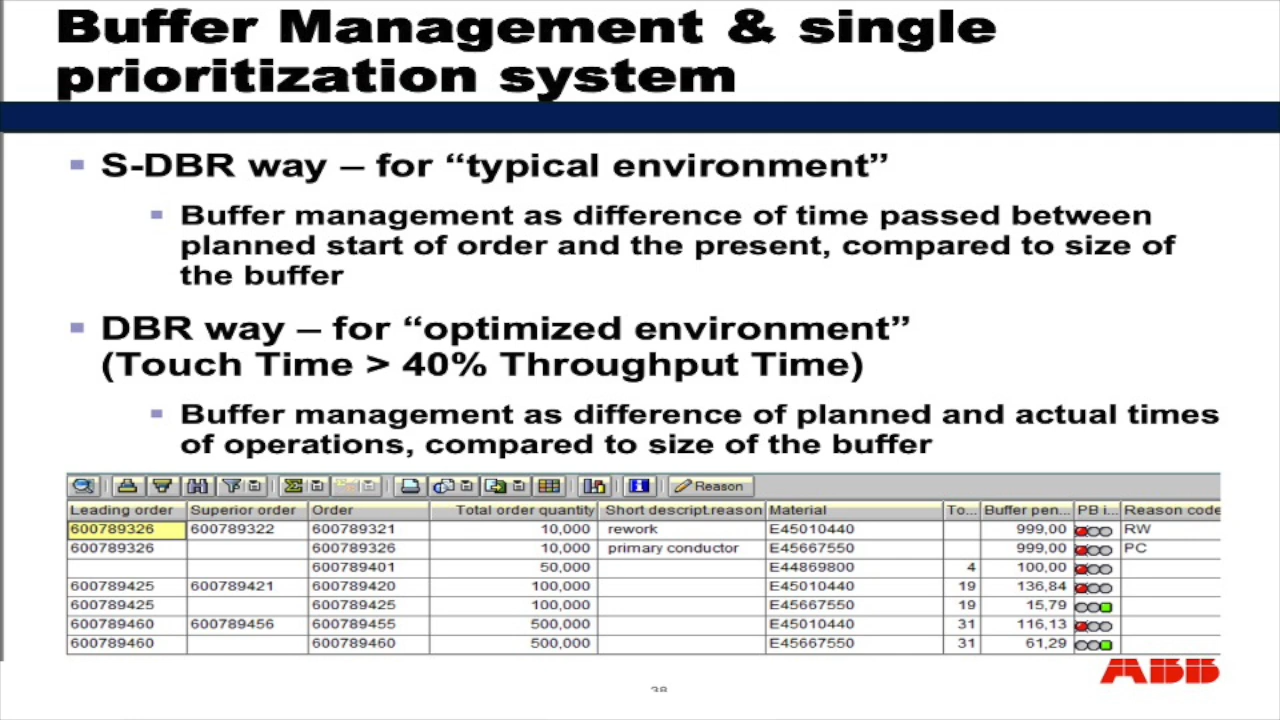 Buffer Management & single
prioritization system
S-DBR way – for “typical environment”
Buffer management as difference of time passed between
planned start of order and the present, compared to size of
the buffer
DBR way – for “optimized environment”
(Touch Time > 40% Throughput Time)
Buffer management as difference of planned and actual times
of operations, compared to size of the buffer
Reason
Leading order Superior order Order Total order quantity Short descript.reason Material To... Buffer pen... PB i... Reason code
600789326 600789322 600789321 10,000 rework E45010440 999,00 RW
600789326 600789326 10,000 primary conductor E45667550 999,00 PC
600789401 50,000 E44869800 4 100,00
600789425 600789421 600789420 100,000 E45010440 19 136,84
600789425 600789425 100,000 E45667550 19 15,79
600789460 600789456 600789455 500,000 E45010440 31 116,13
600789460 600789460 500,000 E45667550 31 61,29
ABB
38